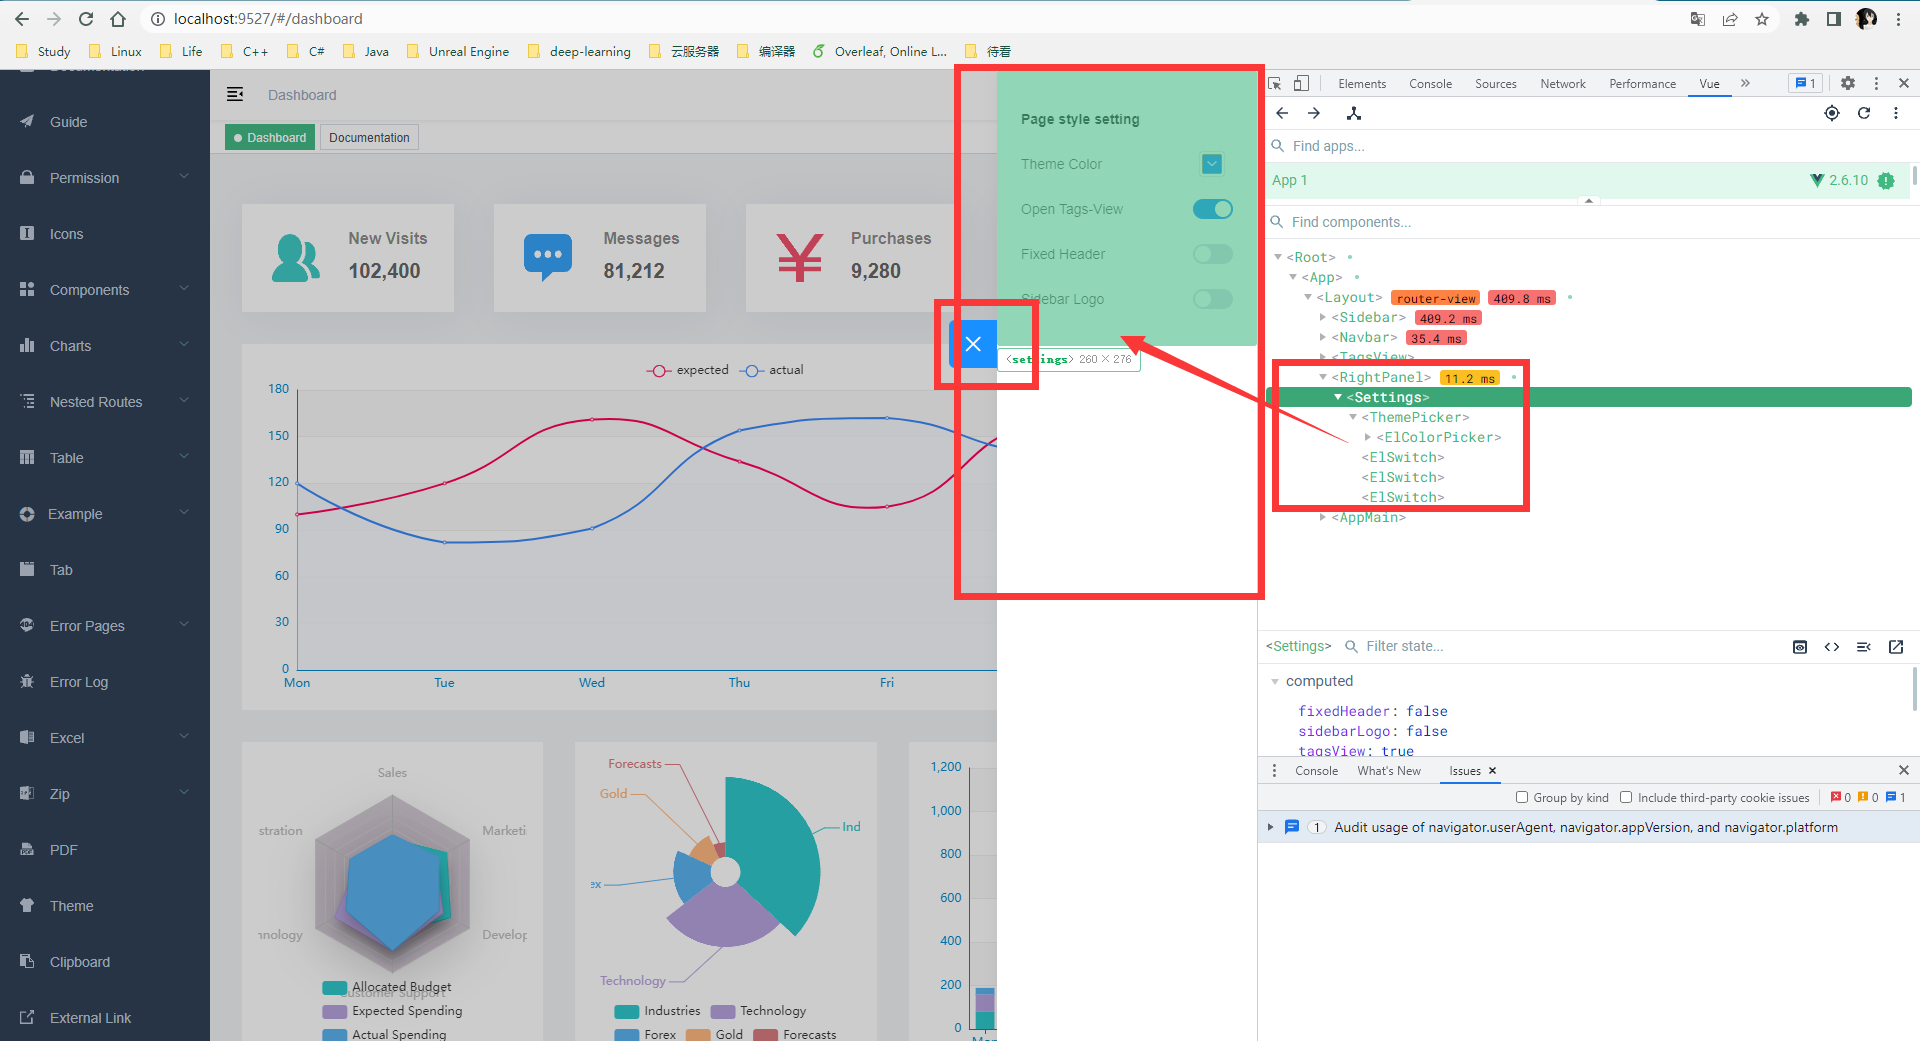 localhost:9527/#/dashboard
Study
Linux
Life
C++
C#
Java
Unreal Engine
deep-learning
云服务器
编译器
Overleaf, Online L...
待看
Documentation
Guide
Permission
Icons
Components
Charts
Nested Routes
Table
Example
Tab
Error Pages
Error Log
Excel
Zip
PDF
Theme
Clipboard
External Link
Dashboard
Dashboard
Documentation
New Visits
102,400
Messages
81,212
Purchases
9,280
expected
actual
180
150
120
90
60
30
0
Mon
Tue
Wed
Thu
Fri
Sales
stration
Marketi
hnology
Develop
Customer Support
Allocated Budget
Expected Spending
Actual Spending
Forecasts
Gold
Ind
ex
Technology
Industries
Technology
Forex
Gold
Forecasts
1,200
1,000
800
600
400
200
0
Page style setting
Theme Color
Open Tags-View
Fixed Header
Sidebar Logo
<settings> 260 × 276
Elements
Console
Sources
Network
Performance
Vue
1
Find apps...
App 1
2.6.10
Find components...
<Root>
<App>
<Layout> router-view 409.8 ms
<Sidebar> 409.2 ms
<Navbar> 35.4 ms
<TagsView>
<RightPanel> 11.2 ms
<Settings>
<ThemePicker>
<ElColorPicker>
<ElSwitch>
<ElSwitch>
<ElSwitch>
<AppMain>
<Settings>
Filter state...
computed
fixedHeader: false
sidebarLogo: false
tagsView: true
Console
What's New
Issues
Group by kind
Include third-party cookie issues
0
0
1
1
Audit usage of navigator.userAgent, navigator.appVersion, and navigator.platform